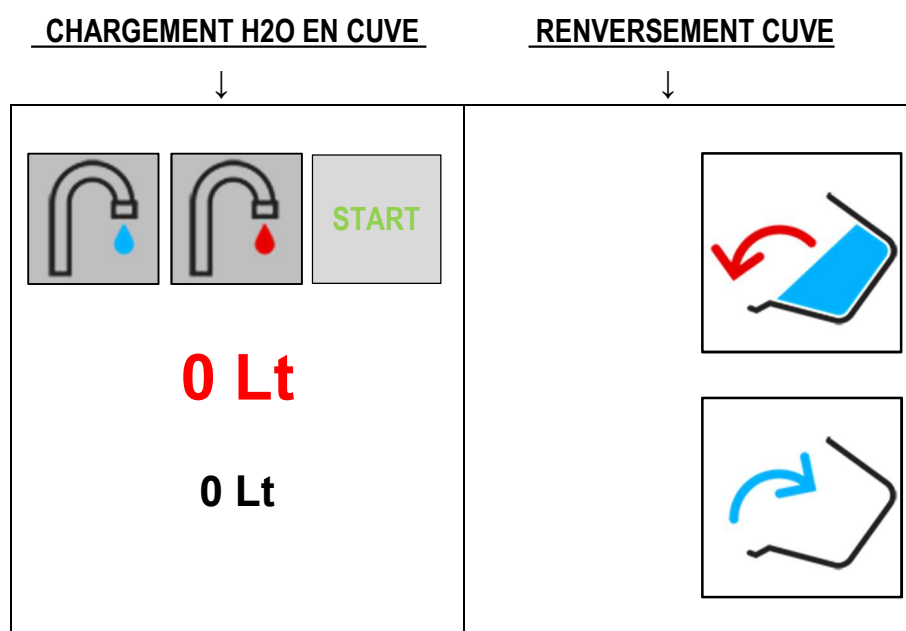 CHARGEMENT H2O EN CUVE
RENVERSEMENT CUVE
↓
↓
START
0 Lt
0 Lt